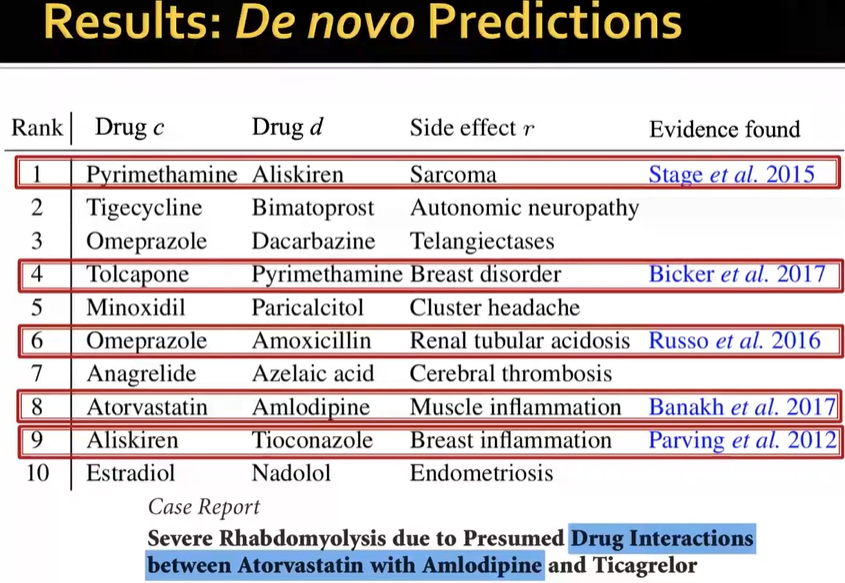 Results: De novo Predictions
Rank Drug c Drug d Side effect r Evidence found
1 Pyrimethamine Aliskiren Sarcoma Stage et al. 2015
2 Tigecycline Bimatoprost Autonomic neuropathy
3 Omeprazole Dacarbazine Telangiectases
4 Tolcapone Pyrimethamine Breast disorder Bicker et al. 2017
5 Minoxidil Paricalcitol Cluster headache
6 Omeprazole Amoxicillin Renal tubular acidosis Russo et al. 2016
7 Anagrelide Azelaic acid Cerebral thrombosis
8 Atorvastatin Amlodipine Muscle inflammation Banakh et al. 2017
9 Aliskiren Tioconazole Breast inflammation Parving et al. 2012
10 Estradiol Nadolol Endometriosis
Case Report
Severe Rhabdomyolysis due to Presumed Drug Interactions
between Atorvastatin with Amlodipine and Ticagrelor